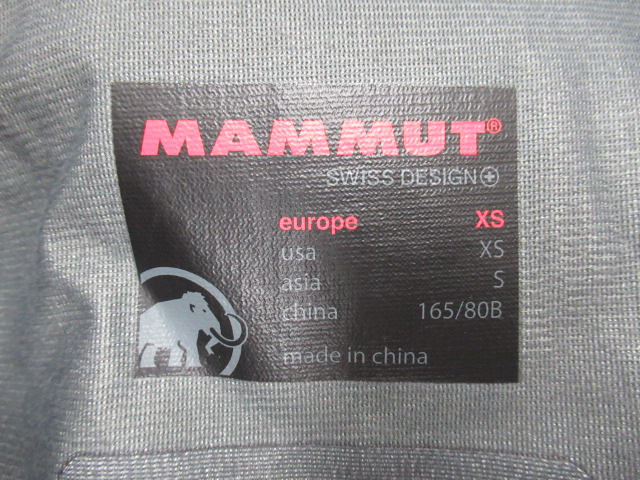 MAMMUT®
SWISS DESIGN
europe XS
usa XS
asia S
china 165/80B
made in china